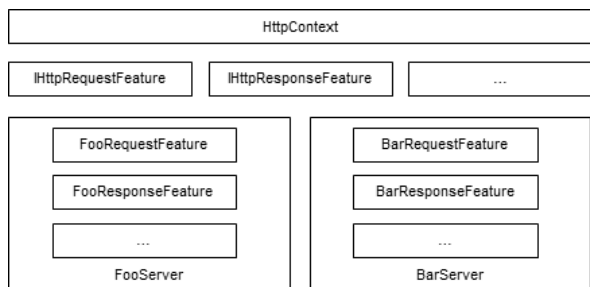 HttpContext
IHttpRequestFeature
IHttpResponseFeature
...
FooRequestFeature
FooResponseFeature
...
FooServer
BarRequestFeature
BarResponseFeature
...
BarServer